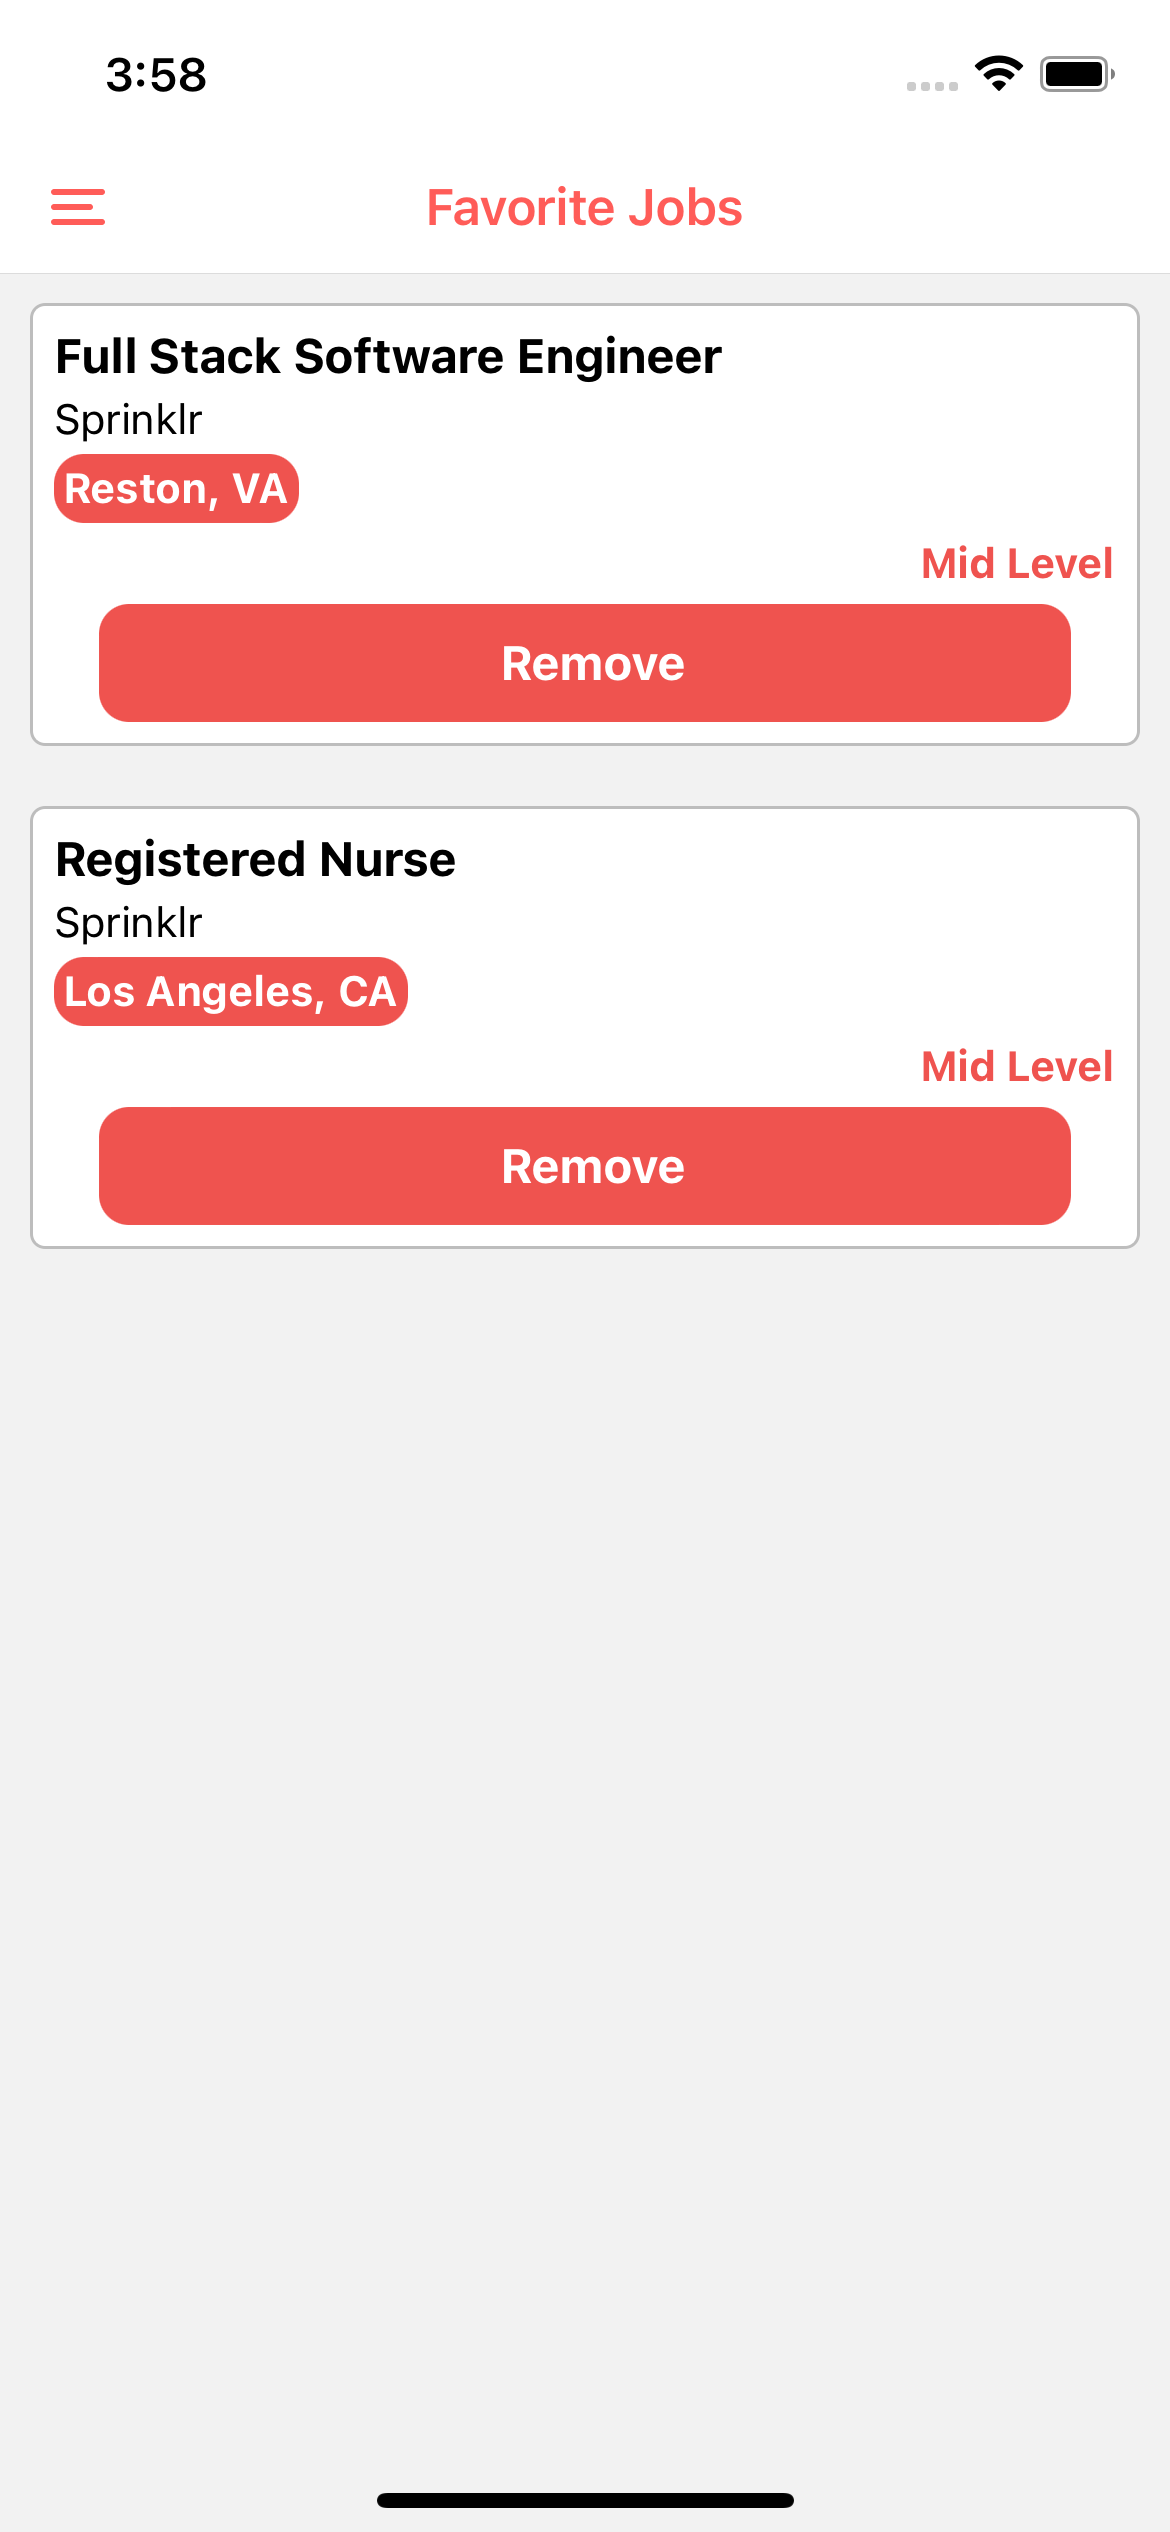 3:58
Favorite Jobs
Full Stack Software Engineer
Sprinklr
Reston, VA
Mid Level
Remove
Registered Nurse
Sprinklr
Los Angeles, CA
Mid Level
Remove